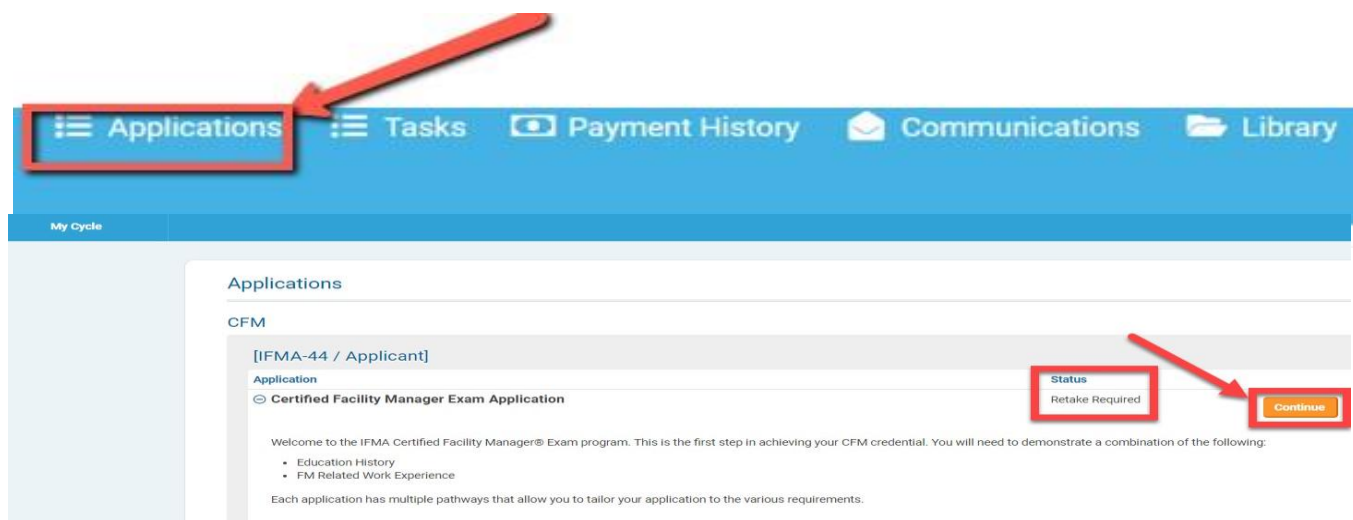 Applications Tasks Payment History Communications Library
My Cycle
Applications
CFM
[IFMA-44 / Applicant]
Application Status
Certified Facility Manager Exam Application Retake Required Continue
Welcome to the IFMA Certified Facility Manager® Exam program. This is the first step in achieving your CFM credential. You will need to demonstrate a combination of the following:
• Education History
• FM Related Work Experience
Each application has multiple pathways that allow you to tailor your application to the various requirements.